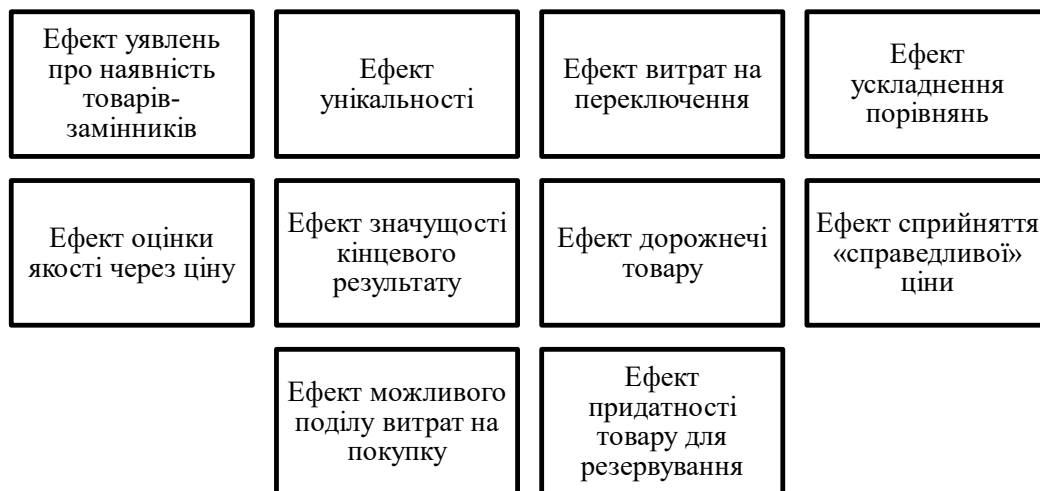 Ефект уявлень
про наявність
товарів-
замінників
Ефект
унікальності
Ефект витрат на
переключення
Ефект
ускладнення
порівнянь
Ефект оцінки
якості через ціну
Ефект значущості
кінцевого
результату
Ефект дорожнечі
товару
Ефект сприйняття
«справедливої»
ціни
Ефект можливого
поділу витрат на
покупку
Ефект
придатності
товару для
резервування